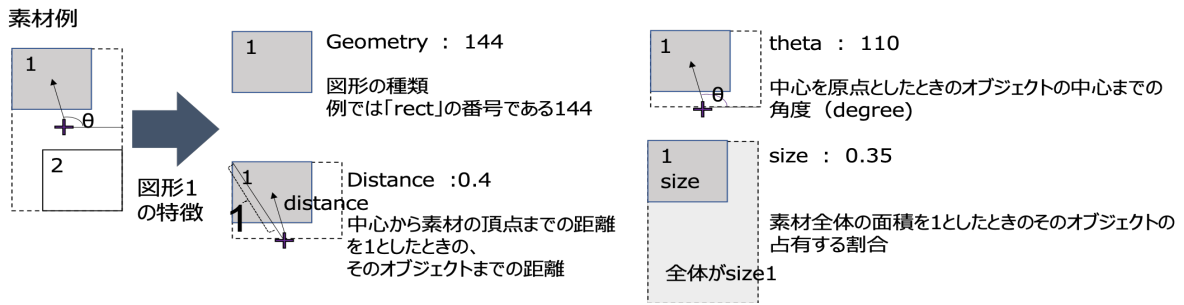 素材例
1
θ
2
図形1
の特徴
1
Geometry : 144
図形の種類
例では「rect」の番号である144
1
distance
1
Distance :0.4
中心から素材の頂点までの距離
を1としたときの、
そのオブジェクトまでの距離
1
θ
theta : 110
中心を原点としたときのオブジェクトの中心までの
角度 (degree)
1
size
全体がsize1
size : 0.35
素材全体の面積を1としたときのそのオブジェクトの
占有する割合